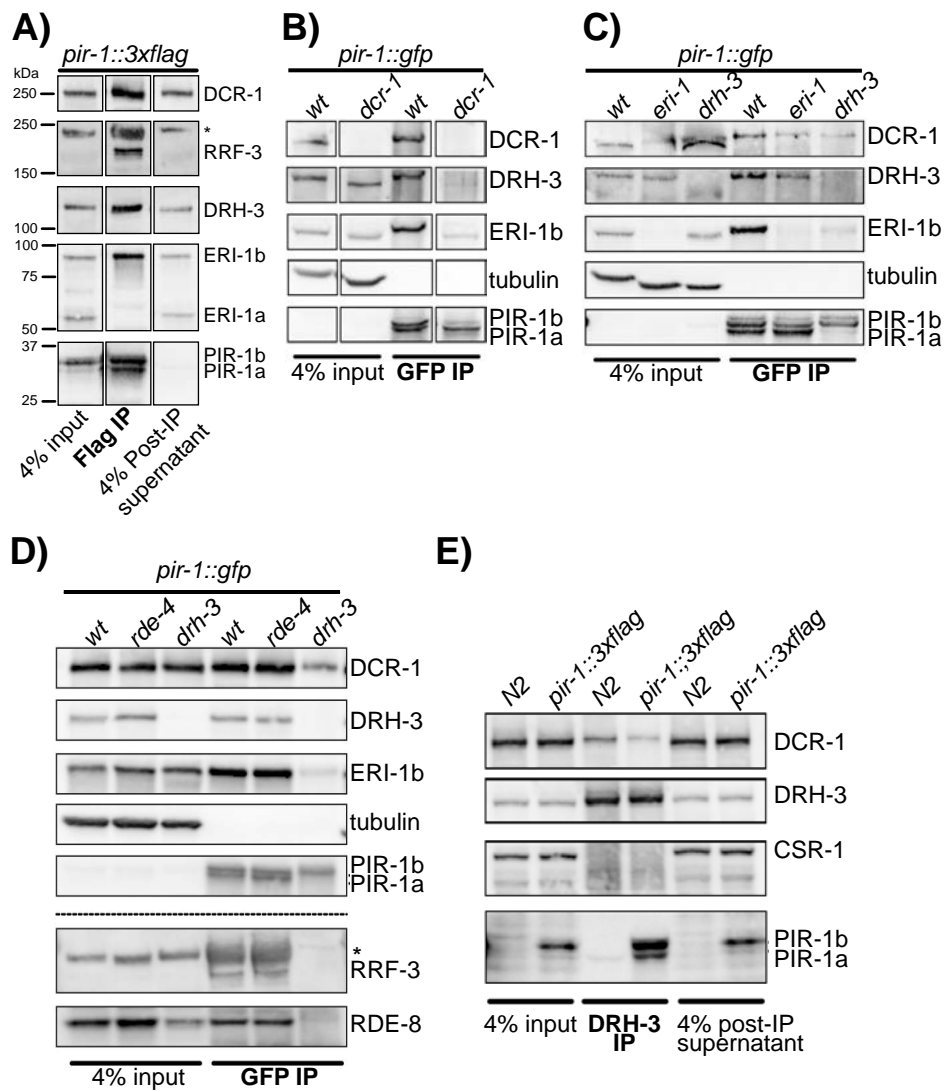 A)
pir-1::3xflag
kDa
250
DCR-1
250
*
RRF-3
150
DRH-3
100
100
ERI-1b
75
ERI-1a
50
37
PIR-1b
PIR-1a
25
4% input
Flag IP
4% Post-IP
supernatant
B)
pir-1::gfp
wt
dcr-1
wt
dcr-1
DCR-1
DRH-3
ERI-1b
tubulin
PIR-1b
PIR-1a
4% input
GFP IP
C)
pir-1::gfp
wt
eri-1
drh-3
wt
eri-1
drh-3
DCR-1
DRH-3
ERI-1b
tubulin
PIR-1b
PIR-1a
4% input
GFP IP
D)
pir-1::gfp
wt
rde-4
drh-3
wt
rde-4
drh-3
DCR-1
DRH-3
ERI-1b
tubulin
PIR-1b
PIR-1a
*
RRF-3
RDE-8
4% input
GFP IP
E)
N2
pir-1::3xflag
N2
pir-1::3xflag
N2
pir-1::3xflag
DCR-1
DRH-3
CSR-1
PIR-1b
PIR-1a
4% input
DRH-3
IP
4% post-IP
supernatant